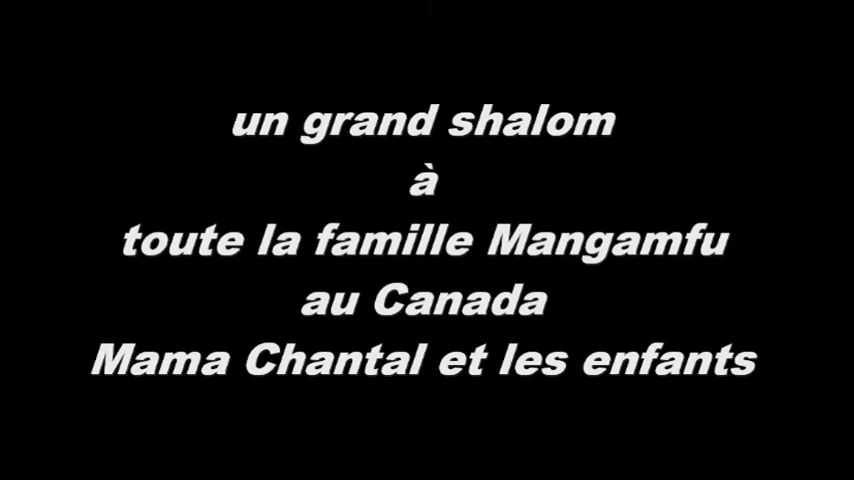 un grand shalom
à
toute la famille Mangamfu
au Canada
Mama Chantal et les enfants